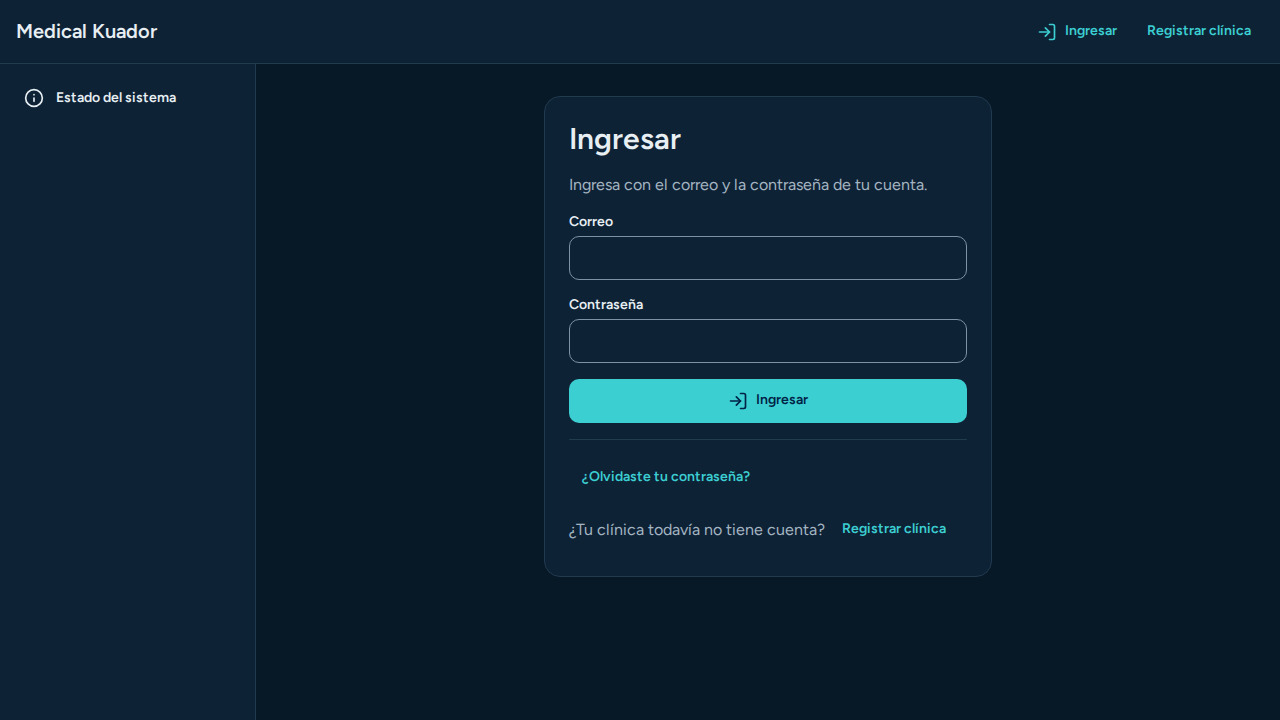 Medical Kuador
Ingresar
Registrar clínica
Estado del sistema
Ingresar
Ingresa con el correo y la contraseña de tu cuenta.
Correo
Contraseña
Ingresar
¿Olvidaste tu contraseña?
¿Tu clínica todavía no tiene cuenta? Registrar clínica